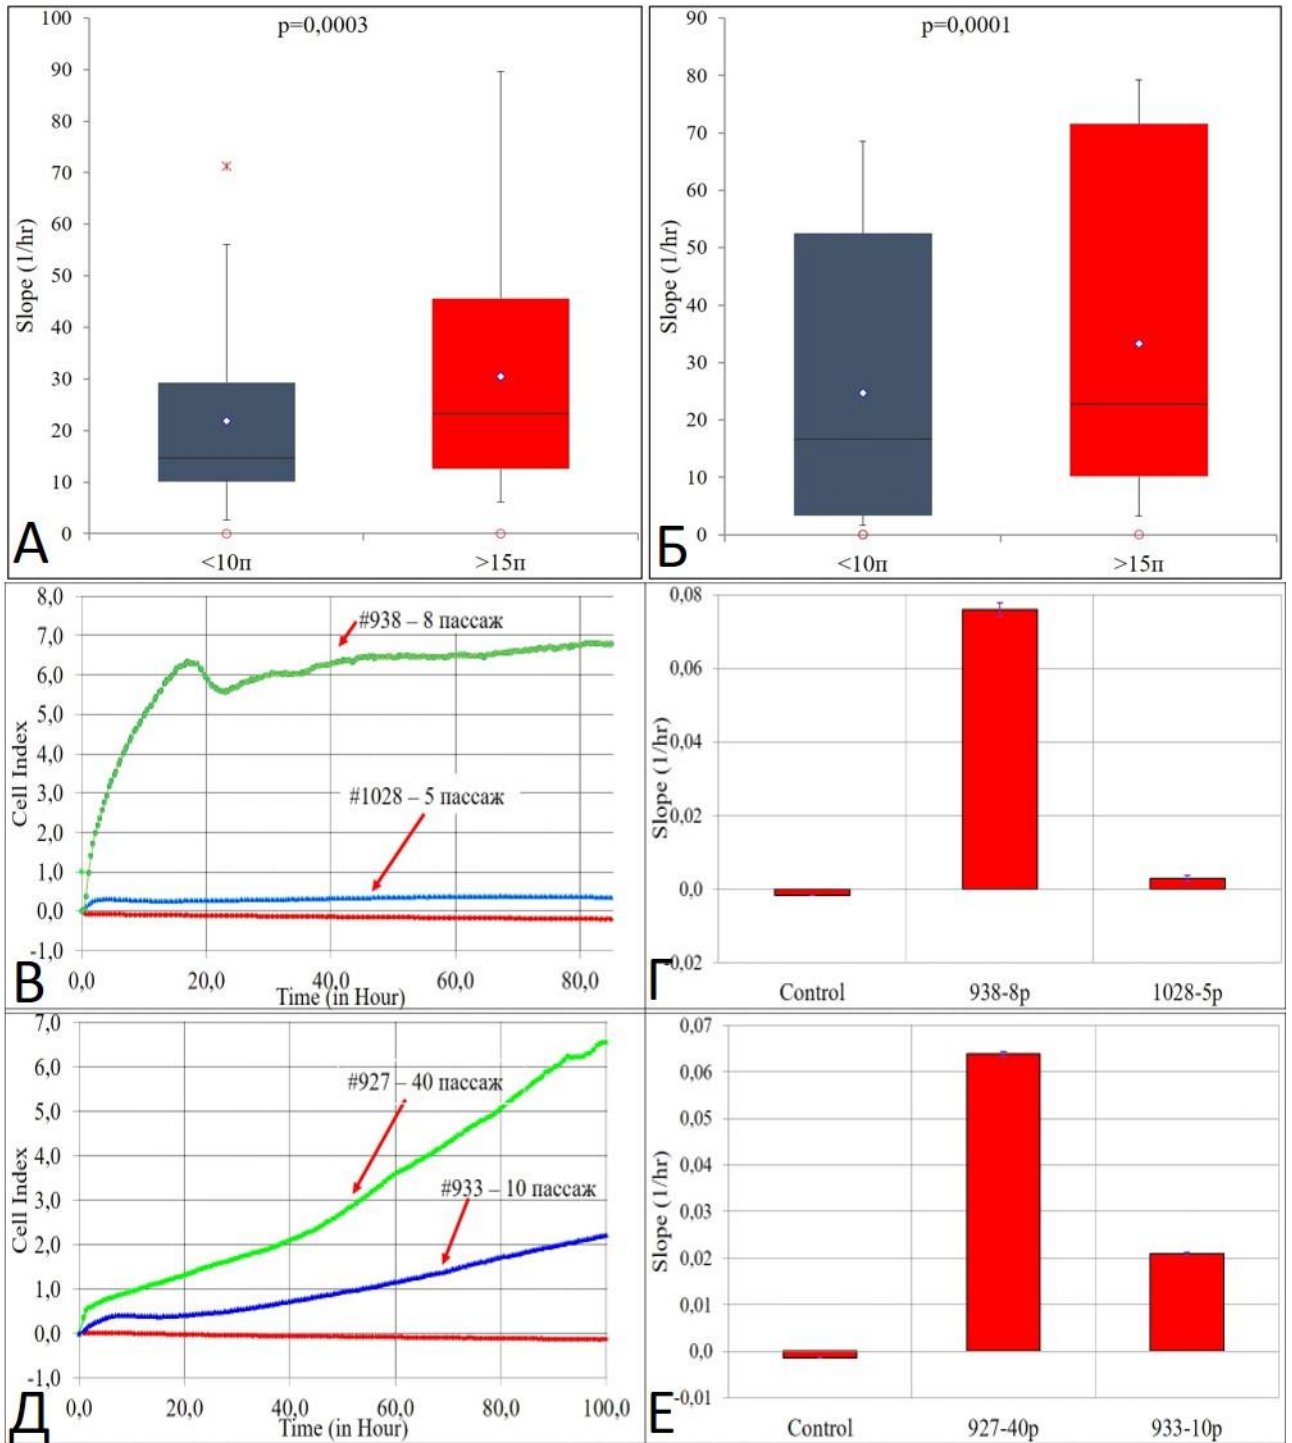 p=0,0003
100
90
80
70
60
50
40
30
20
10
0
Slope (1/hr)
<10п
>15п
А
p=0,0001
90
80
70
60
50
40
30
20
10
0
Slope (1/hr)
<10п
>15п
Б
8,0
7,0
6,0
5,0
4,0
3,0
2,0
1,0
0,0
-1,0
Cell Index
#938 – 8 пассаж
#1028 – 5 пассаж
0,0
20,0
40,0
60,0
80,0
Time (in Hour)
В
0,08
0,06
0,04
0,02
0,0
-0,02
Slope (1/hr)
Control
938-8p
1028-5p
Г
7,0
6,0
5,0
4,0
3,0
2,0
1,0
0,0
-1,0
Cell Index
#927 – 40 пассаж
#933 – 10 пассаж
0,0
20,0
40,0
60,0
80,0
100,0
Time (in Hour)
Д
0,07
0,06
0,05
0,04
0,03
0,02
0,01
0,0
-0,01
Slope (1/hr)
Control
927-40p
933-10p
Е